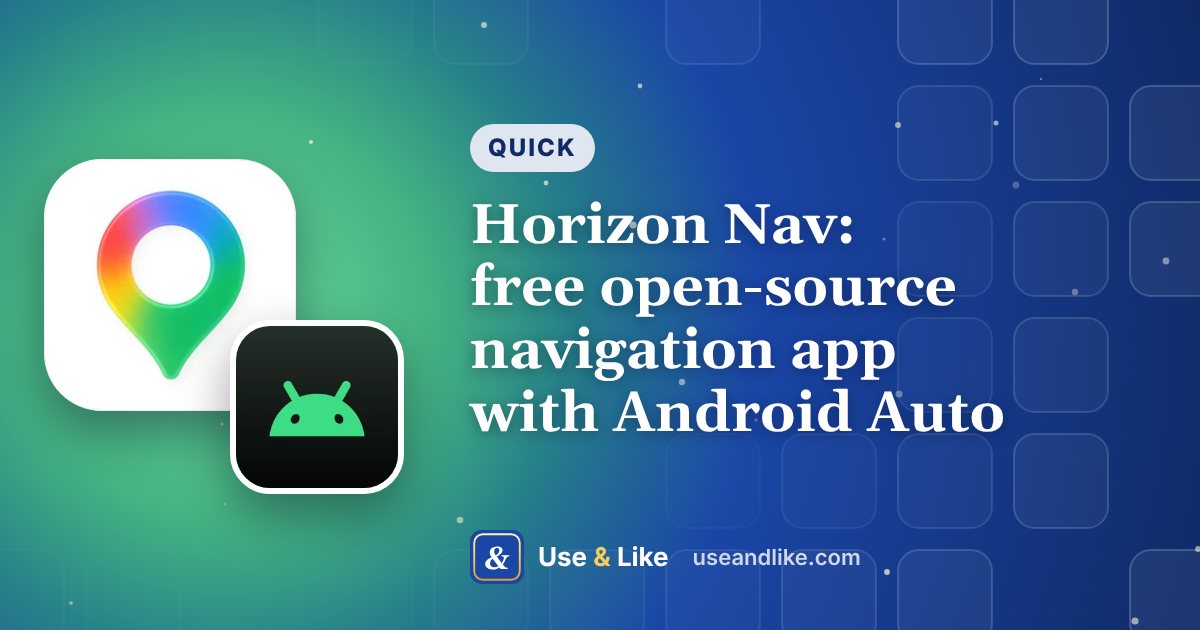 QUICK
Horizon Nav:
free open-source
navigation app
with Android Auto
& Use & Like useandlike.com